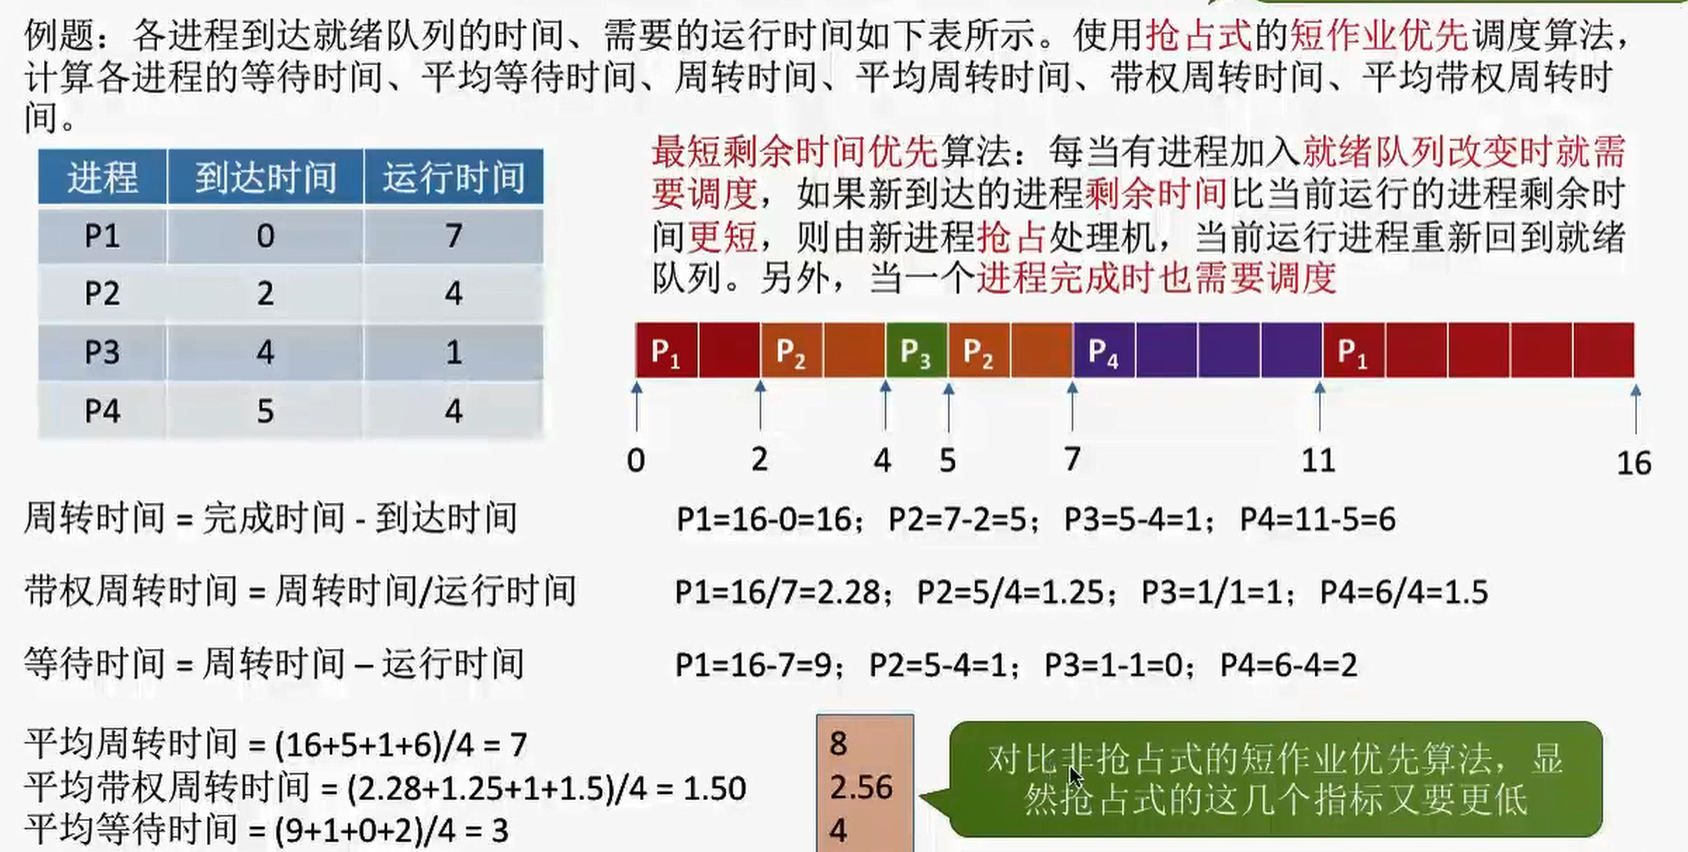 例题：各进程到达就绪队列的时间、需要的运行时间如下表所示。使用抢占式的短作业优先调度算法，
计算各进程的等待时间、平均等待时间、周转时间、平均周转时间、带权周转时间、平均带权周转时
间。
进程 到达时间 运行时间
P1 0 7
P2 2 4
P3 4 1
P4 5 4
最短剩余时间优先算法：每当有进程加入就绪队列改变时就需
要调度，如果新到达的进程剩余时间比当前运行的进程剩余时
间更短，则由新进程抢占处理机，当前运行进程重新回到就绪
队列。另外，当一个进程完成时也需要调度
P₁ P₂ P₃ P₂ P₄ P₁
0 2 4 5 7 11 16
周转时间 = 完成时间 - 到达时间 P1=16-0=16；P2=7-2=5；P3=5-4=1；P4=11-5=6
带权周转时间 = 周转时间/运行时间 P1=16/7=2.28；P2=5/4=1.25；P3=1/1=1；P4=6/4=1.5
等待时间 = 周转时间 – 运行时间 P1=16-7=9；P2=5-4=1；P3=1-1=0；P4=6-4=2
平均周转时间 = (16+5+1+6)/4 = 7
平均带权周转时间 = (2.28+1.25+1+1.5)/4 = 1.50
平均等待时间 = (9+1+0+2)/4 = 3
8
2.56
4
对比非抢占式的短作业优先算法，显
然抢占式的这几个指标又要更低